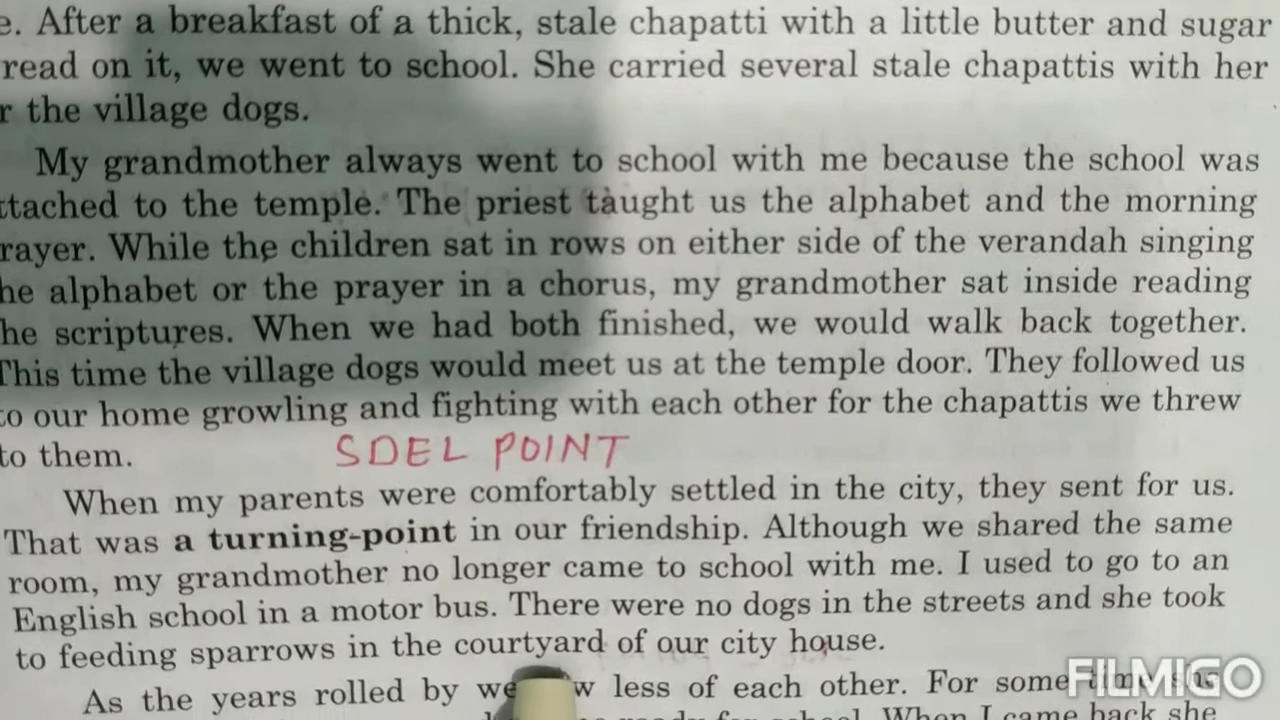 e. After a breakfast of a thick, stale chapatti with a little butter and sugar
read on it, we went to school. She carried several stale chapattis with her
r the village dogs.
My grandmother always went to school with me because the school was
ttached to the temple. The priest taught us the alphabet and the morning
rayer. While the children sat in rows on either side of the verandah singing
he alphabet or the prayer in a chorus, my grandmother sat inside reading
he scriptures. When we had both finished, we would walk back together.
This time the village dogs would meet us at the temple door. They followed us
to our home growling and fighting with each other for the chapattis we threw
to them.
SDEL POINT
When my parents were comfortably settled in the city, they sent for us.
That was a turning-point in our friendship. Although we shared the same
room, my grandmother no longer came to school with me. I used to go to an
English school in a motor bus. There were no dogs in the streets and she took
to feeding sparrows in the courtyard of our city house.
As the years rolled by we less of each other. For some time she
school. When I came back she
FILMIGO